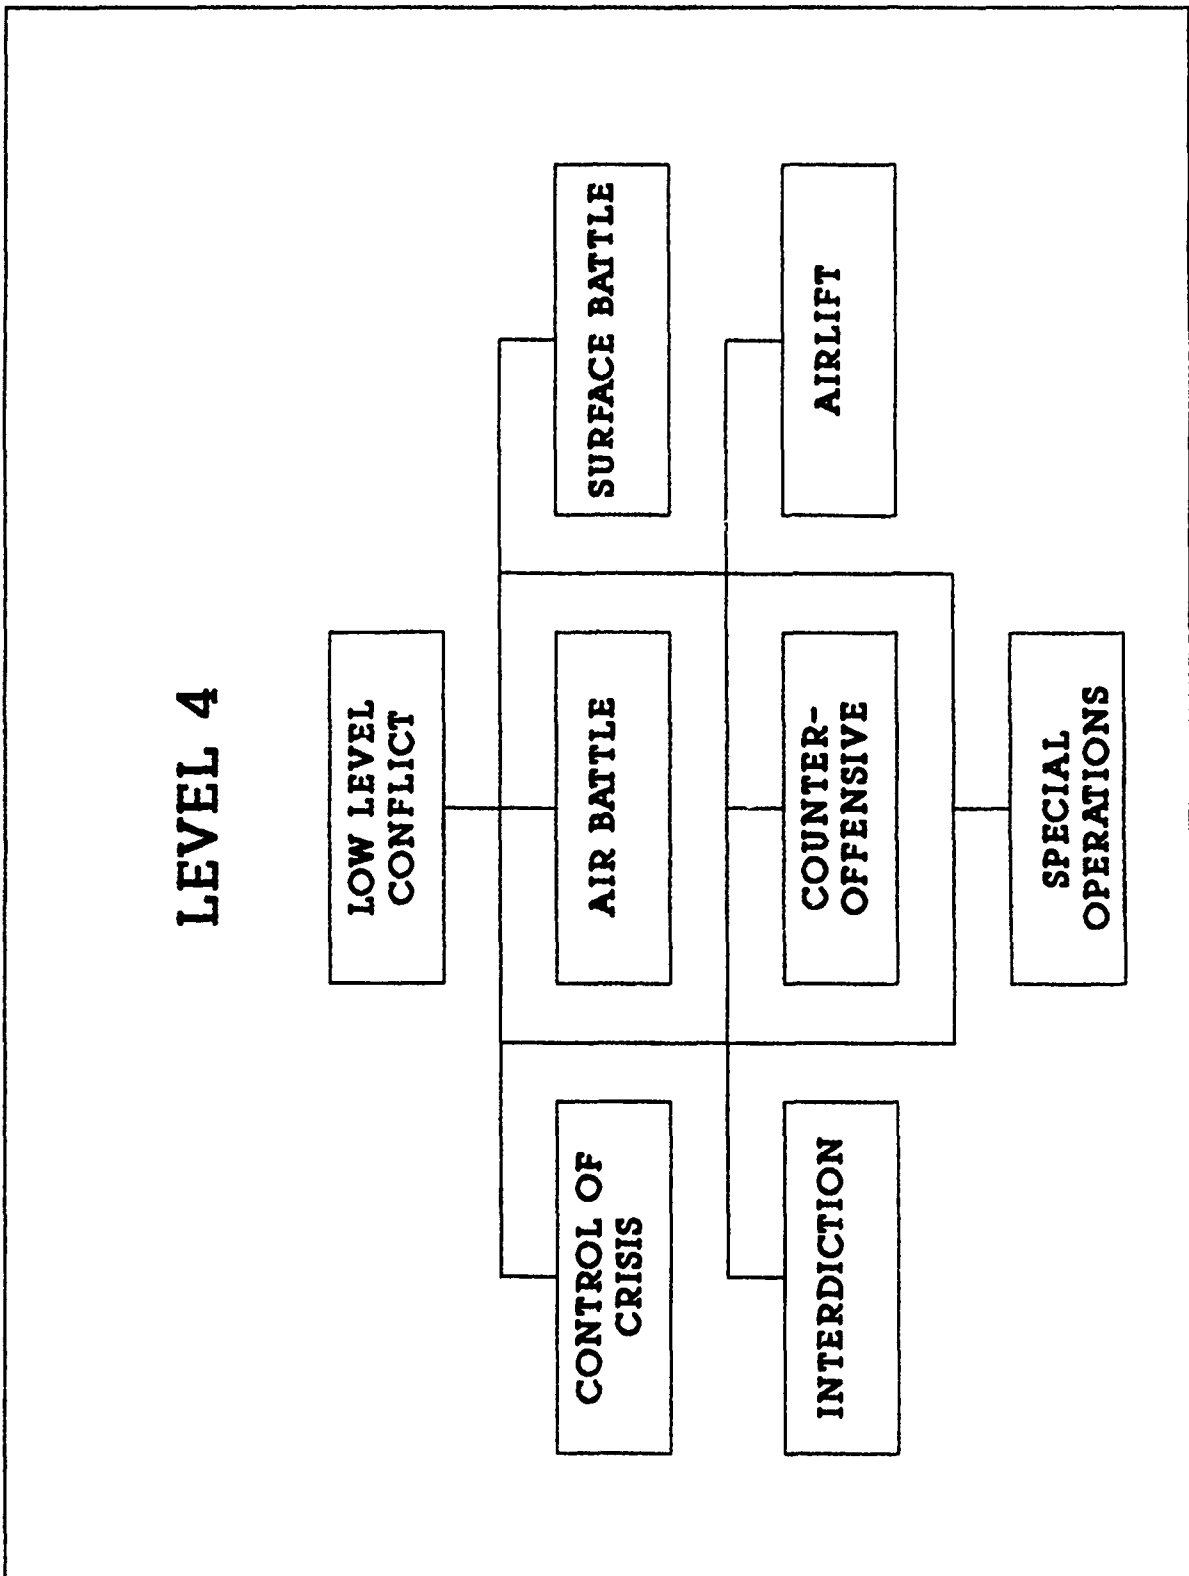 LEVEL 4
LOW LEVEL
CONFLICT
CONTROL OF
CRISIS
AIR BATTLE
SURFACE BATTLE
INTERDICTION
COUNTER-
OFFENSIVE
AIRLIFT
SPECIAL
OPERATIONS